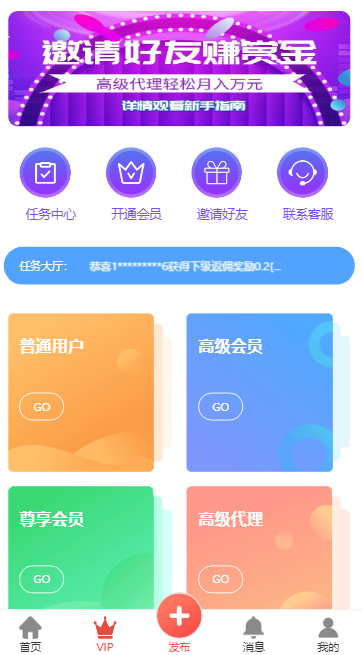 邀请好友赚赏金
高级代理轻松月入万元
详情观看新手指南
任务中心 开通会员 邀请好友 联系客服
任务大厅: 恭喜1*********6获得下级返佣奖励0.2(...
普通用户 高级会员
GO GO
尊享会员 高级代理
GO GO
首页 VIP 发布 消息 我的